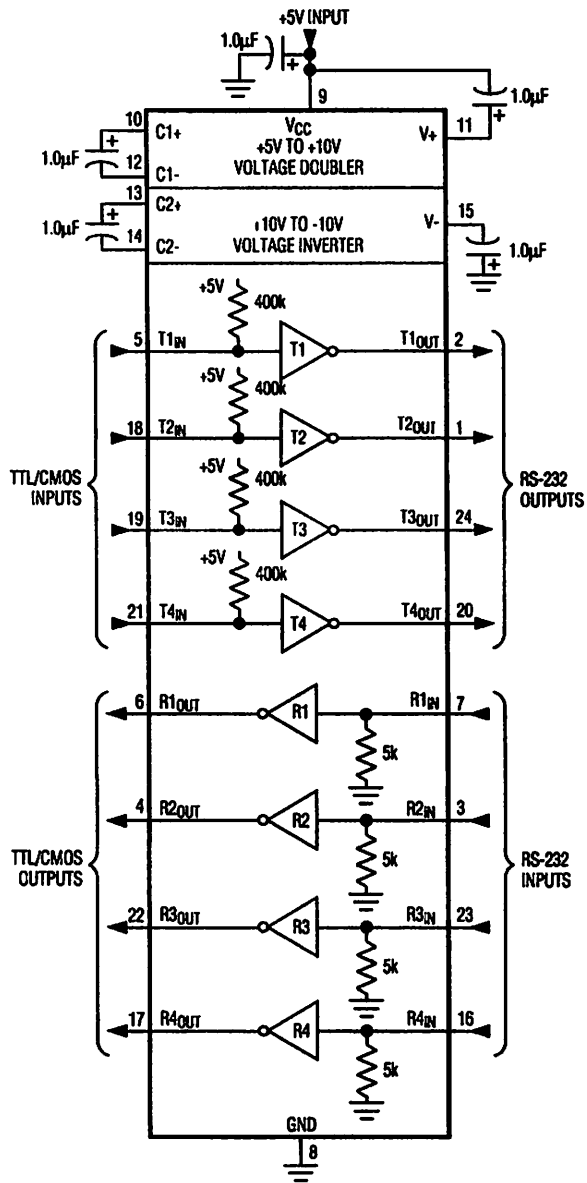 +5V INPUT
1.0µF
+
9
+
1.0µF
10
C1+
VCC
+5V TO +10V
VOLTAGE DOUBLER
V+
11
+
1.0µF
12
C1-
13
C2+
+10V TO -10V
VOLTAGE INVERTER
V-
15
+
1.0µF
14
C2-
1.0µF
+
+5V
400k
5
T1IN
T1
T1OUT
2
+5V
400k
18
T2IN
T2
T2OUT
1
TTL/CMOS
INPUTS
RS-232
OUTPUTS
+5V
400k
19
T3IN
T3
T3OUT
24
+5V
400k
21
T4IN
T4
T4OUT
20
6
R1OUT
R1
R1IN
7
5k
4
R2OUT
R2
R2IN
3
5k
TTL/CMOS
OUTPUTS
RS-232
INPUTS
22
R3OUT
R3
R3IN
23
5k
17
R4OUT
R4
R4IN
16
5k
GND
8